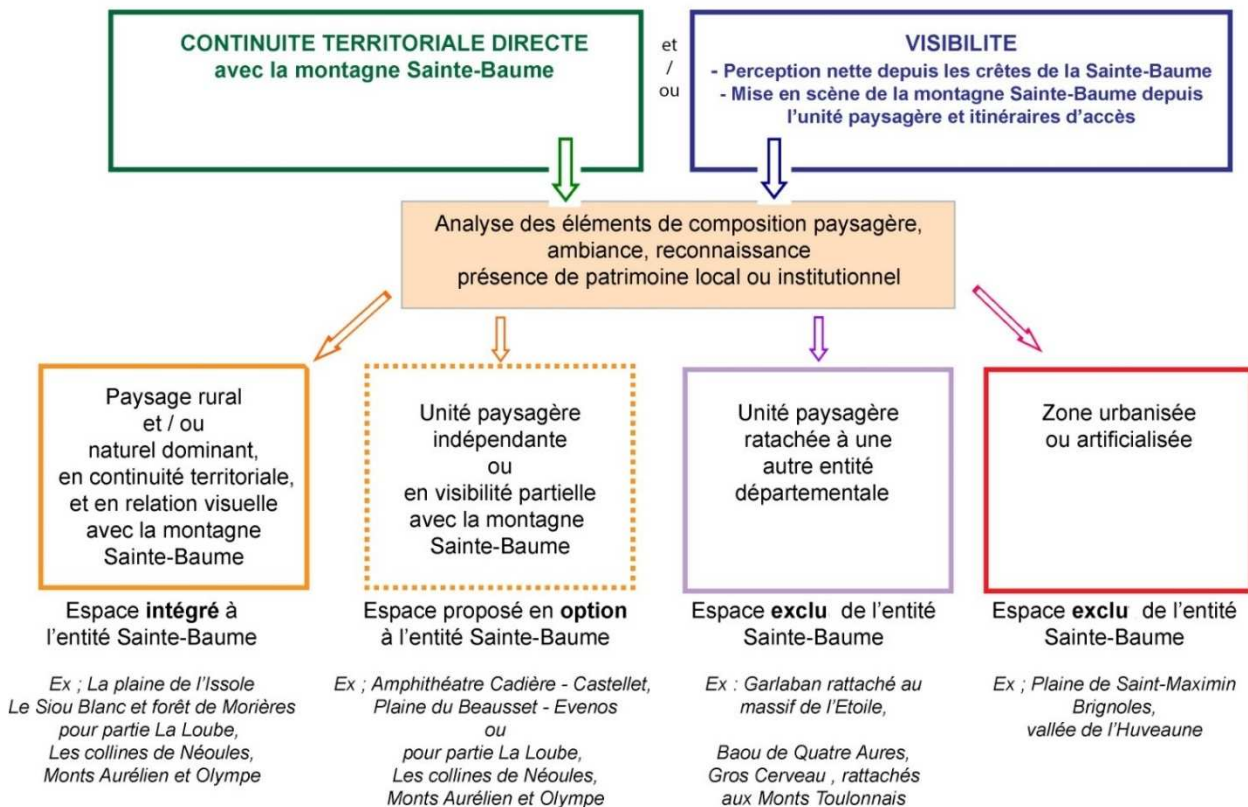 CONTINUITE TERRITORIALE DIRECTE
avec la montagne Sainte-Baume
et
/
ou
VISIBILITE
- Perception nette depuis les crêtes de la Sainte-Baume
- Mise en scène de la montagne Sainte-Baume depuis
l'unité paysagère et itinéraires d'accès
Analyse des éléments de composition paysagère,
ambiance, reconnaissance
présence de patrimoine local ou institutionnel
Paysage rural
et / ou
naturel dominant,
en continuité territoriale,
et en relation visuelle
avec la montagne
Sainte-Baume
Espace intégré à
l'entité Sainte-Baume
Ex ; La plaine de l'Issole
Le Siou Blanc et forêt de Morières
pour partie La Loube,
Les collines de Néoules,
Monts Aurélien et Olympe
Unité paysagère
indépendante
ou
en visibilité partielle
avec la montagne
Sainte-Baume
Espace proposé en option
à l'entité Sainte-Baume
Ex ; Amphithéatre Cadière - Castellet,
Plaine du Beausset - Evenos
ou
pour partie La Loube,
Les collines de Néoules,
Monts Aurélien et Olympe
Unité paysagère
ratachée à une
autre entité
départementale
Espace exclu de l'entité
Sainte-Baume
Ex : Garlaban rattaché au
massif de l'Etoile,
Baou de Quatre Aures,
Gros Cerveau , rattachés
aux Monts Toulonnais
Zone urbanisée
ou artificialisée
Espace exclu de l'entité
Sainte-Baume
Ex ; Plaine de Saint-Maximin
Brignoles,
vallée de l'Huveaune